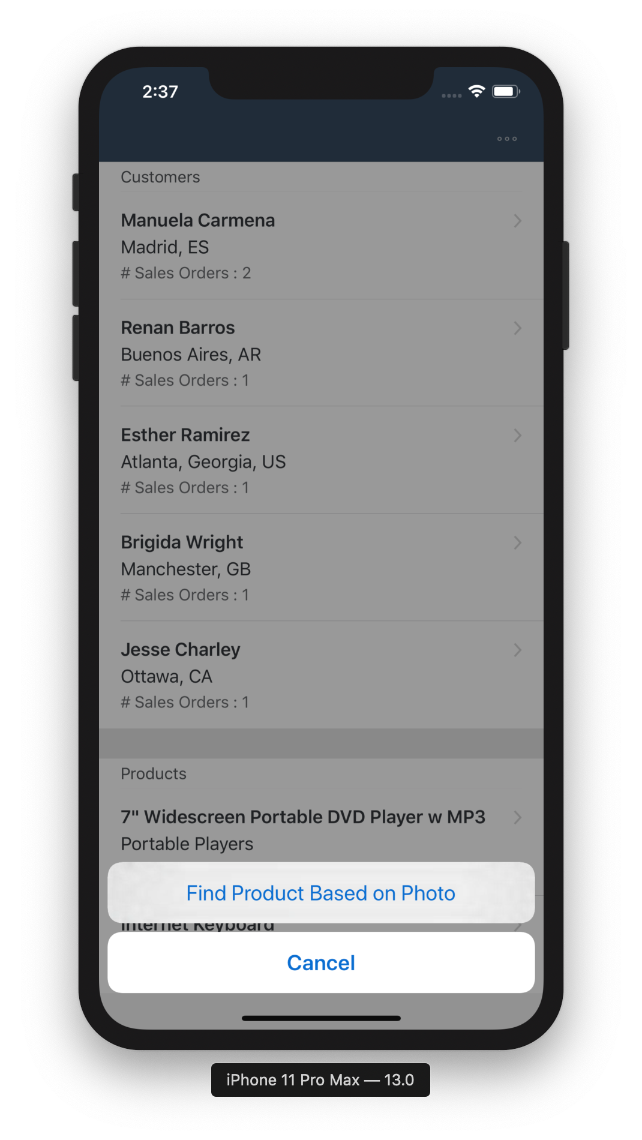 2:37
Customers
Manuela Carmena
Madrid, ES
# Sales Orders : 2
Renan Barros
Buenos Aires, AR
# Sales Orders : 1
Esther Ramirez
Atlanta, Georgia, US
# Sales Orders : 1
Brigida Wright
Manchester, GB
# Sales Orders : 1
Jesse Charley
Ottawa, CA
# Sales Orders : 1
Products
7" Widescreen Portable DVD Player w MP3
Portable Players
Find Product Based on Photo
Internet Keyboard
Cancel
iPhone 11 Pro Max — 13.0